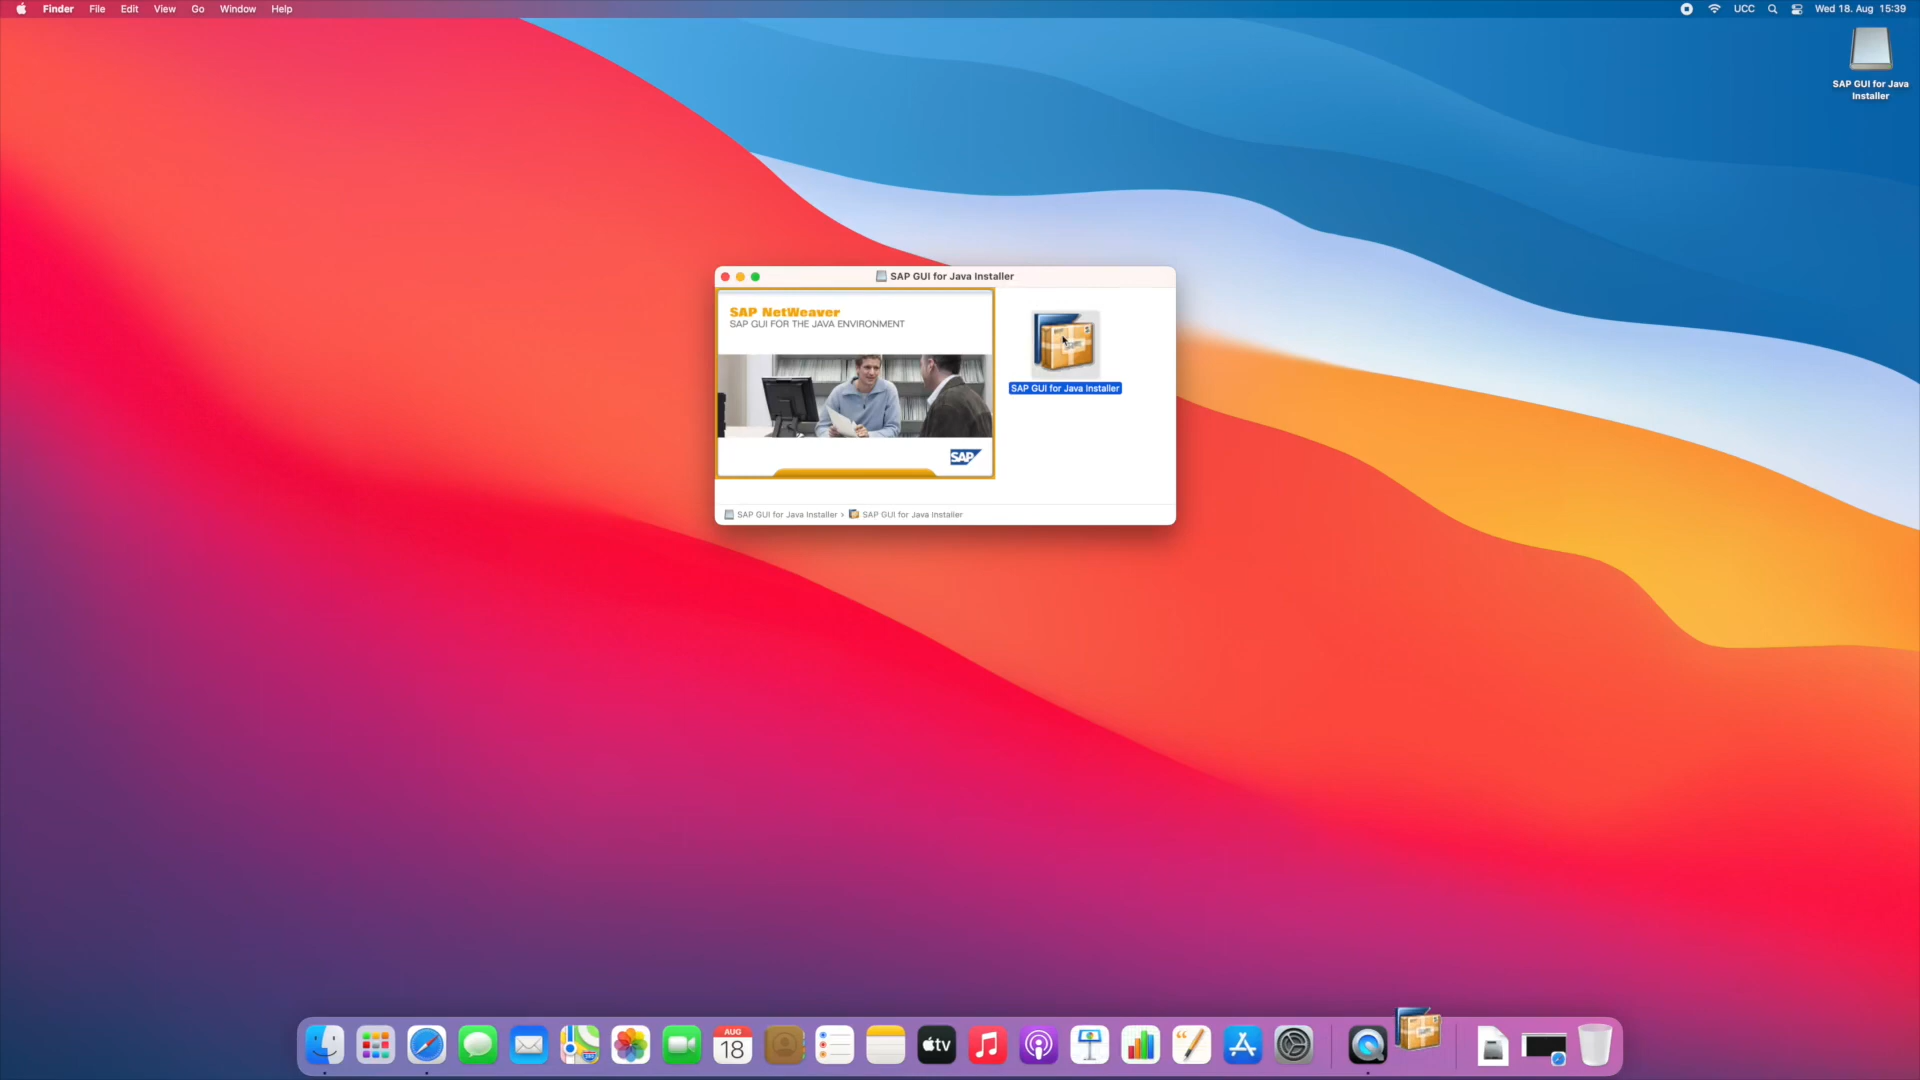 Finder File Edit View Go Window Help
UCC Wed 18. Aug 15:39
SAP GUI for Java
Installer
SAP GUI for Java Installer
SAP NetWeaver
SAP GUI FOR THE JAVA ENVIRONMENT
SAP
SAP GUI for Java Installer
SAP GUI for Java Installer > SAP GUI for Java Installer
AUG
18
tv